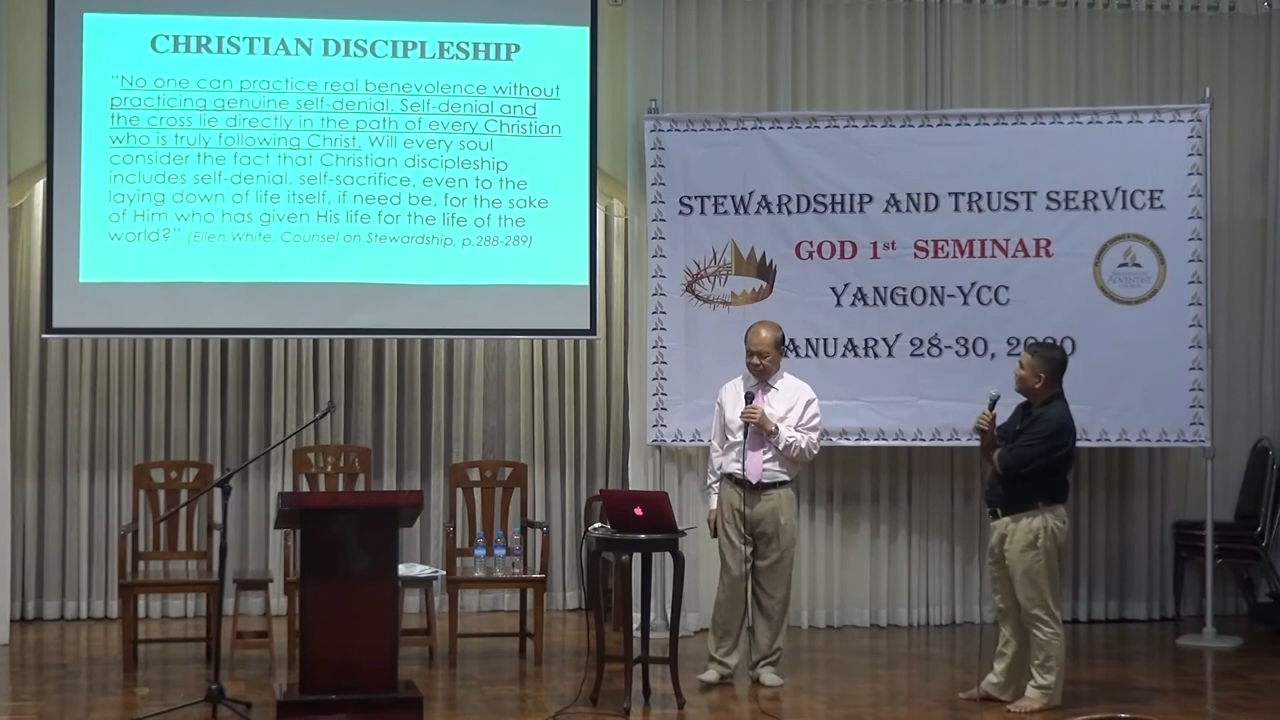 CHRISTIAN DISCIPLESHIP
"No one can practice real benevolence without
practicing genuine self-denial. Self-denial and
the cross lie directly in the path of every Christian
who is truly following Christ. Will every soul
consider the fact that Christian discipleship
includes self-denial, self-sacrifice, even to the
laying down of life itself, if need be, for the sake
of Him who has given His life for the life of the
world?" (Ellen White, Counsel on Stewardship, p.288-289)
STEWARDSHIP AND TRUST SERVICE
GOD 1st SEMINAR
YANGON-YCC
ANUARY 28-30, 2020
ADVENTIST